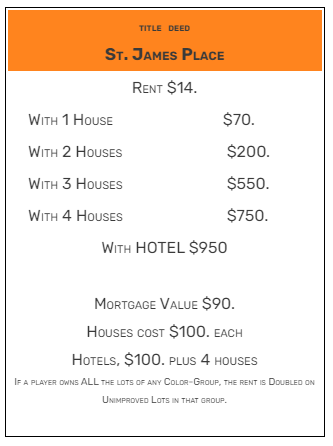 TITLE DEED
ST. JAMES PLACE
RENT $14.
WITH 1 HOUSE $70.
WITH 2 HOUSES $200.
WITH 3 HOUSES $550.
WITH 4 HOUSES $750.
WITH HOTEL $950
MORTGAGE VALUE $90.
HOUSES COST $100. EACH
HOTELS, $100. PLUS 4 HOUSES
IF A PLAYER OWNS ALL THE LOTS OF ANY COLOR-GROUP, THE RENT IS DOUBLED ON
UNIMPROVED LOTS IN THAT GROUP.